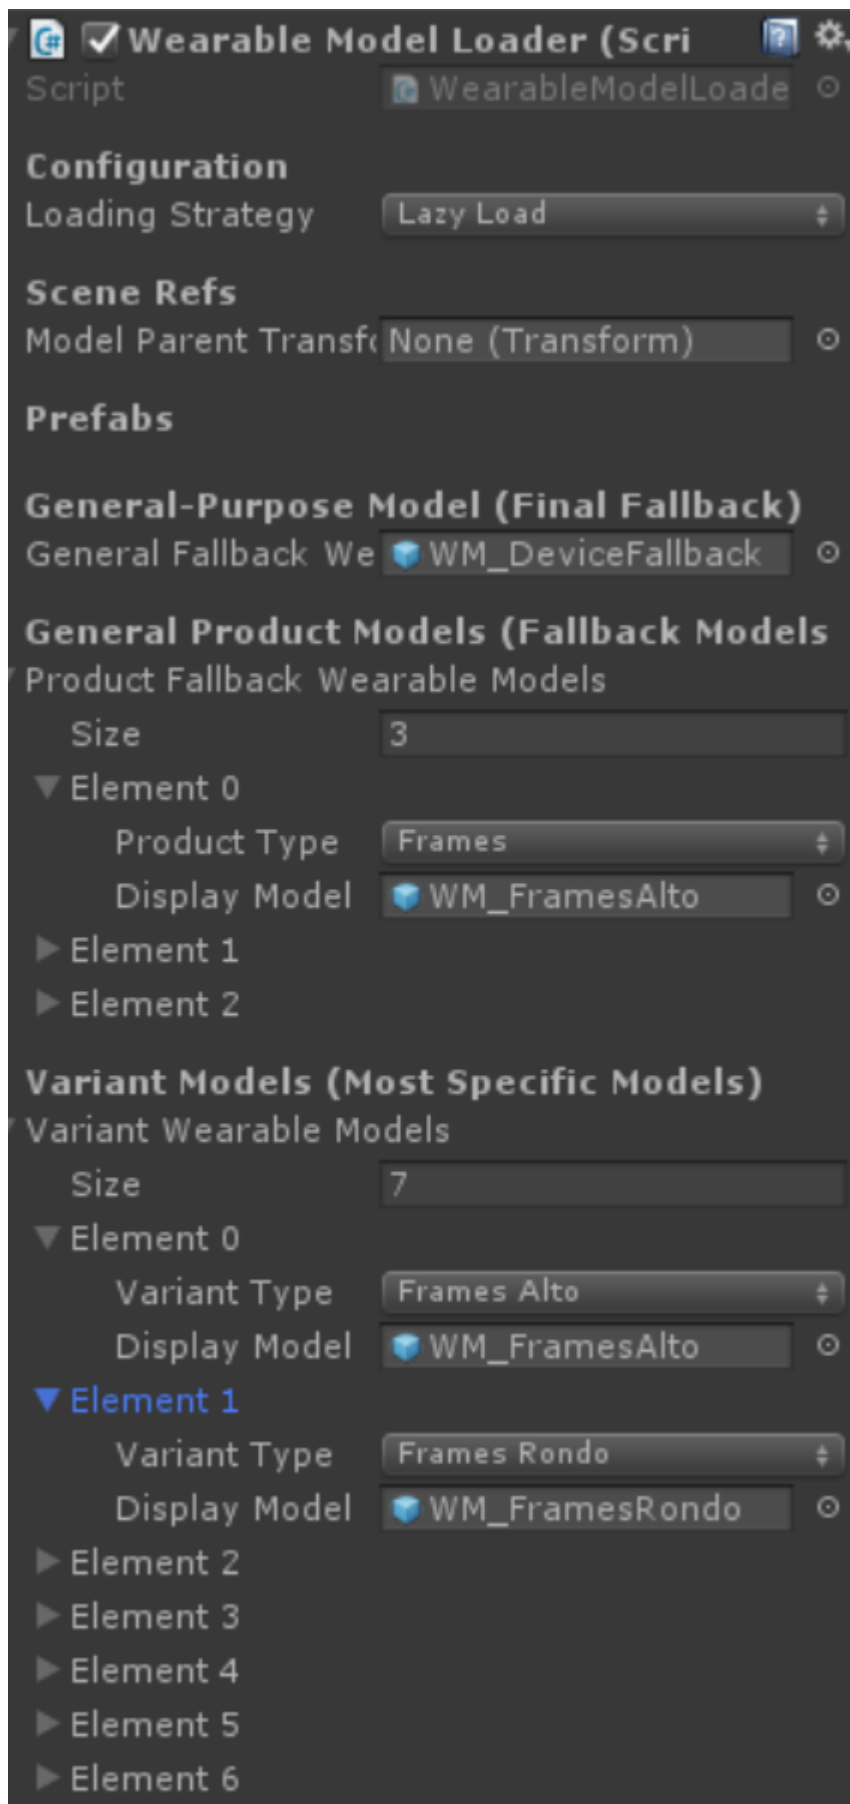 Wearable Model Loader (Scri
Script WearableModelLoade
Configuration
Loading Strategy Lazy Load
Scene Refs
Model Parent Transfo None (Transform)
Prefabs
General-Purpose Model (Final Fallback)
General Fallback We WM_DeviceFallback
General Product Models (Fallback Models
Product Fallback Wearable Models
Size 3
Element 0
Product Type Frames
Display Model WM_FramesAlto
Element 1
Element 2
Variant Models (Most Specific Models)
Variant Wearable Models
Size 7
Element 0
Variant Type Frames Alto
Display Model WM_FramesAlto
Element 1
Variant Type Frames Rondo
Display Model WM_FramesRondo
Element 2
Element 3
Element 4
Element 5
Element 6